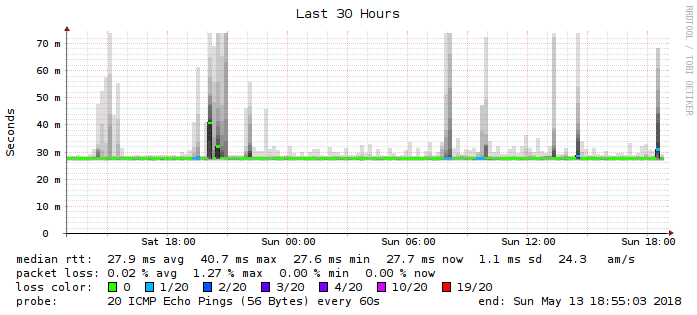 Last 30 Hours
RRDTOOL / TOBI OETIKER
Seconds
70 m
60 m
50 m
40 m
30 m
20 m
10 m
0
Sat 18:00 Sun 00:00 Sun 06:00 Sun 12:00 Sun 18:00
median rtt: 27.9 ms avg 40.7 ms max 27.6 ms min 27.7 ms now 1.1 ms sd 24.3 am/s
packet loss: 0.02 % avg 1.27 % max 0.00 % min 0.00 % now
loss color: 0 1/20 2/20 3/20 4/20 10/20 19/20
probe: 20 ICMP Echo Pings (56 Bytes) every 60s end: Sun May 13 18:55:03 2018